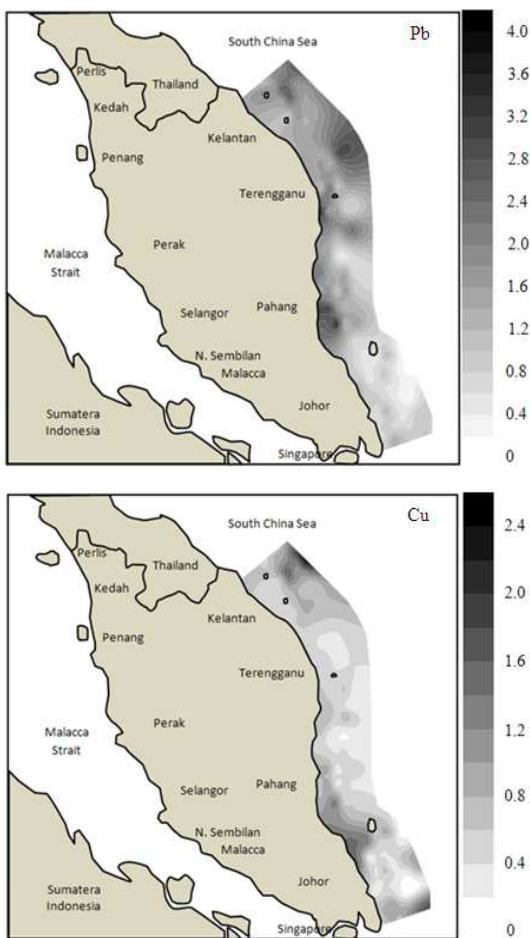 South China Sea
Pb
Perlis
Thailand
Kedah
Kelantan
Penang
Terengganu
Malacca
Strait
Perak
Selangor
Pahang
N. Sembilan
Malacca
Johor
Sumatera
Indonesia
Singapore
4.0
3.6
3.2
2.8
2.4
2.0
1.6
1.2
0.8
0.4
0
South China Sea
Cu
Perlis
Thailand
Kedah
Kelantan
Penang
Terengganu
Malacca
Strait
Perak
Selangor
Pahang
N. Sembilan
Malacca
Johor
Sumatera
Indonesia
Singapore
2.4
2.0
1.6
1.2
0.8
0.4
0